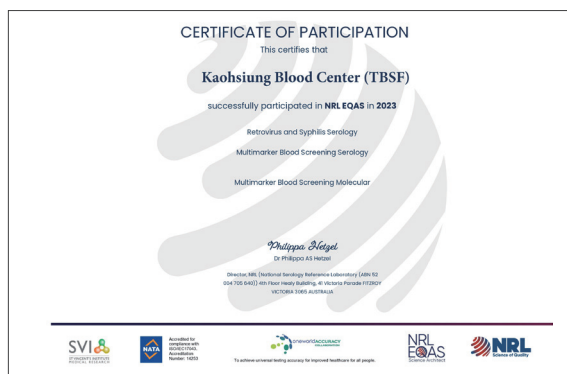 CERTIFICATE OF PARTICIPATION
This certifies that
Kaohsiung Blood Center (TBSF)
successfully participated in NRL EQAS in 2023
Retrovirus and Syphilis Serology
Multimarker Blood Screening Serology
Multimarker Blood Screening Molecular
Philippa Hetzel
Dr Philippa AS Hetzel
Director, NRL (National Serology Reference Laboratory (ABN 52
004 705 640)) 4th Floor Healy Building, 41 Victoria Parade FITZROY
VICTORIA 3065 AUSTRALIA
SVI
ST VINCENT'S INSTITUTE
MEDICAL RESEARCH
NATA
Accredited for
compliance with
ISO/IEC17043.
Accreditation
Number: 14253
oneworldACCURACY
COLLABORATION
To achieve universal testing accuracy for improved healthcare for all people.
NRL
EQAS
Science Architect
NRL
Science of Quality